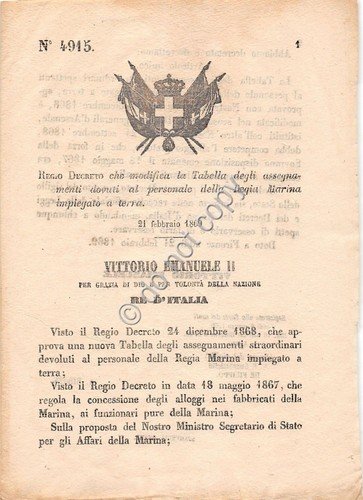 N° 4915.
1
REGIO DECRETO che modifica la Tabella degli assegna-
menti dovuti al personale della Regia Marina
impiegato a terra.
21 febbraio 1869
VITTORIO EMANUELE II
PER GRAZIA DI DIO E PER VOLONTÀ DELLA NAZIONE
RE D'ITALIA
Visto il Regio Decreto 24 dicembre 1868, che ap-
prova una nuova Tabella degli assegnamenti straordinari
devoluti al personale della Regia Marina impiegato a
terra;
Visto il Regio Decreto in data 18 maggio 1867, che
regola la concessione degli alloggi nei fabbricati della
Marina, ai funzionari pure della Marina;
Sulla proposta del Nostro Ministro Segretario di Stato
per gli Affari della Marina;
do not copy